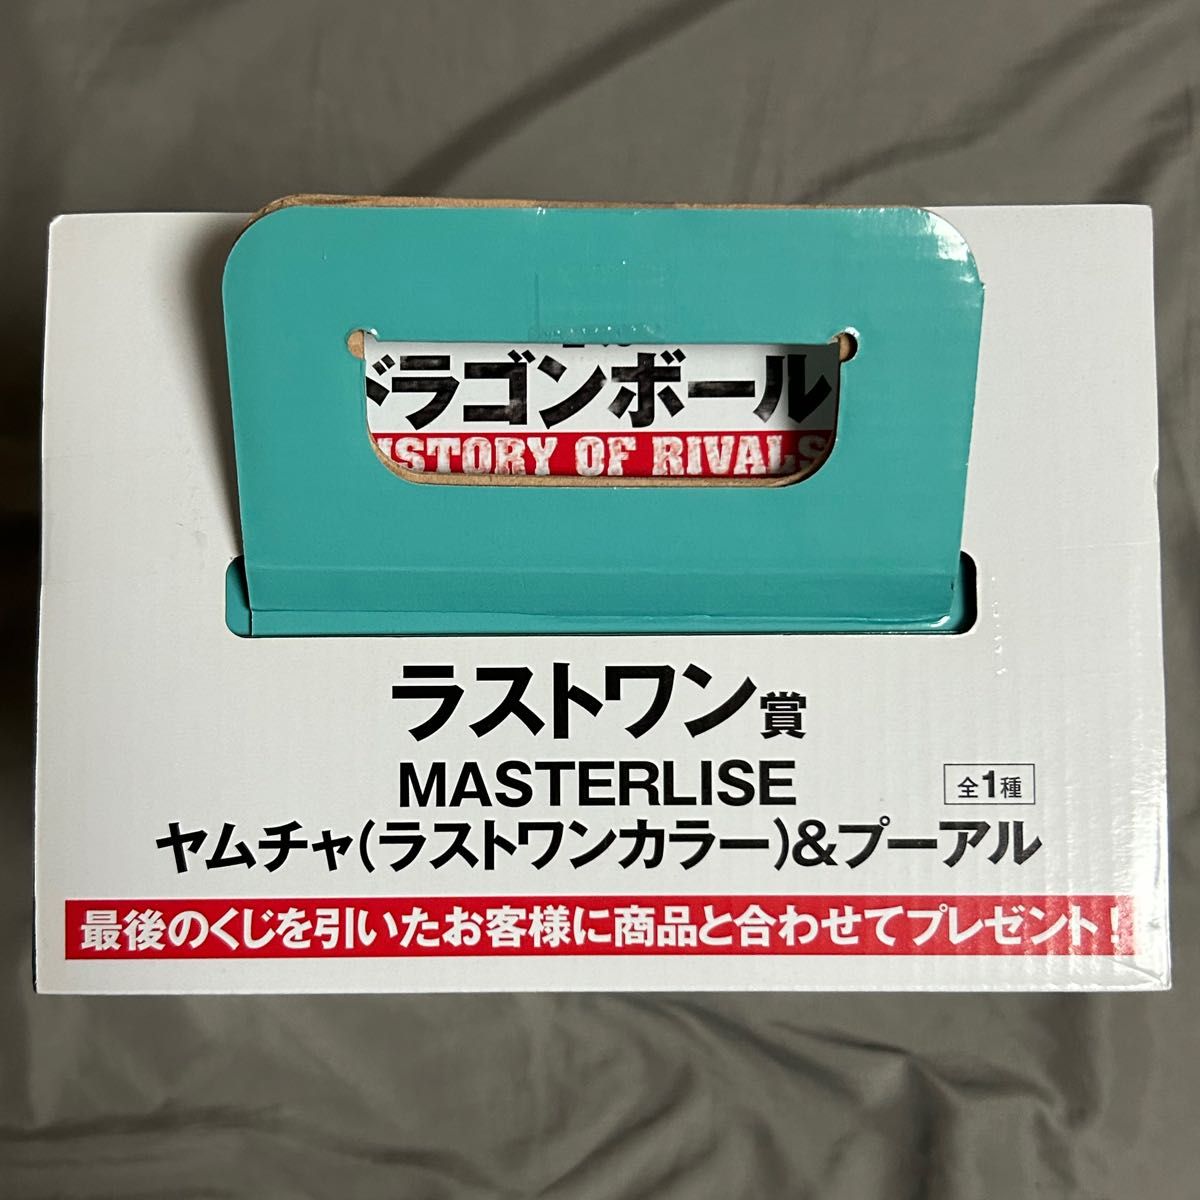 ドラゴンボール
ISTORY OF RIVALS
ラストワン賞
MASTERLISE
全1種
ヤムチャ(ラストワンカラー)&プーアル
最後のくじを引いたお客様に商品と合わせてプレゼント!